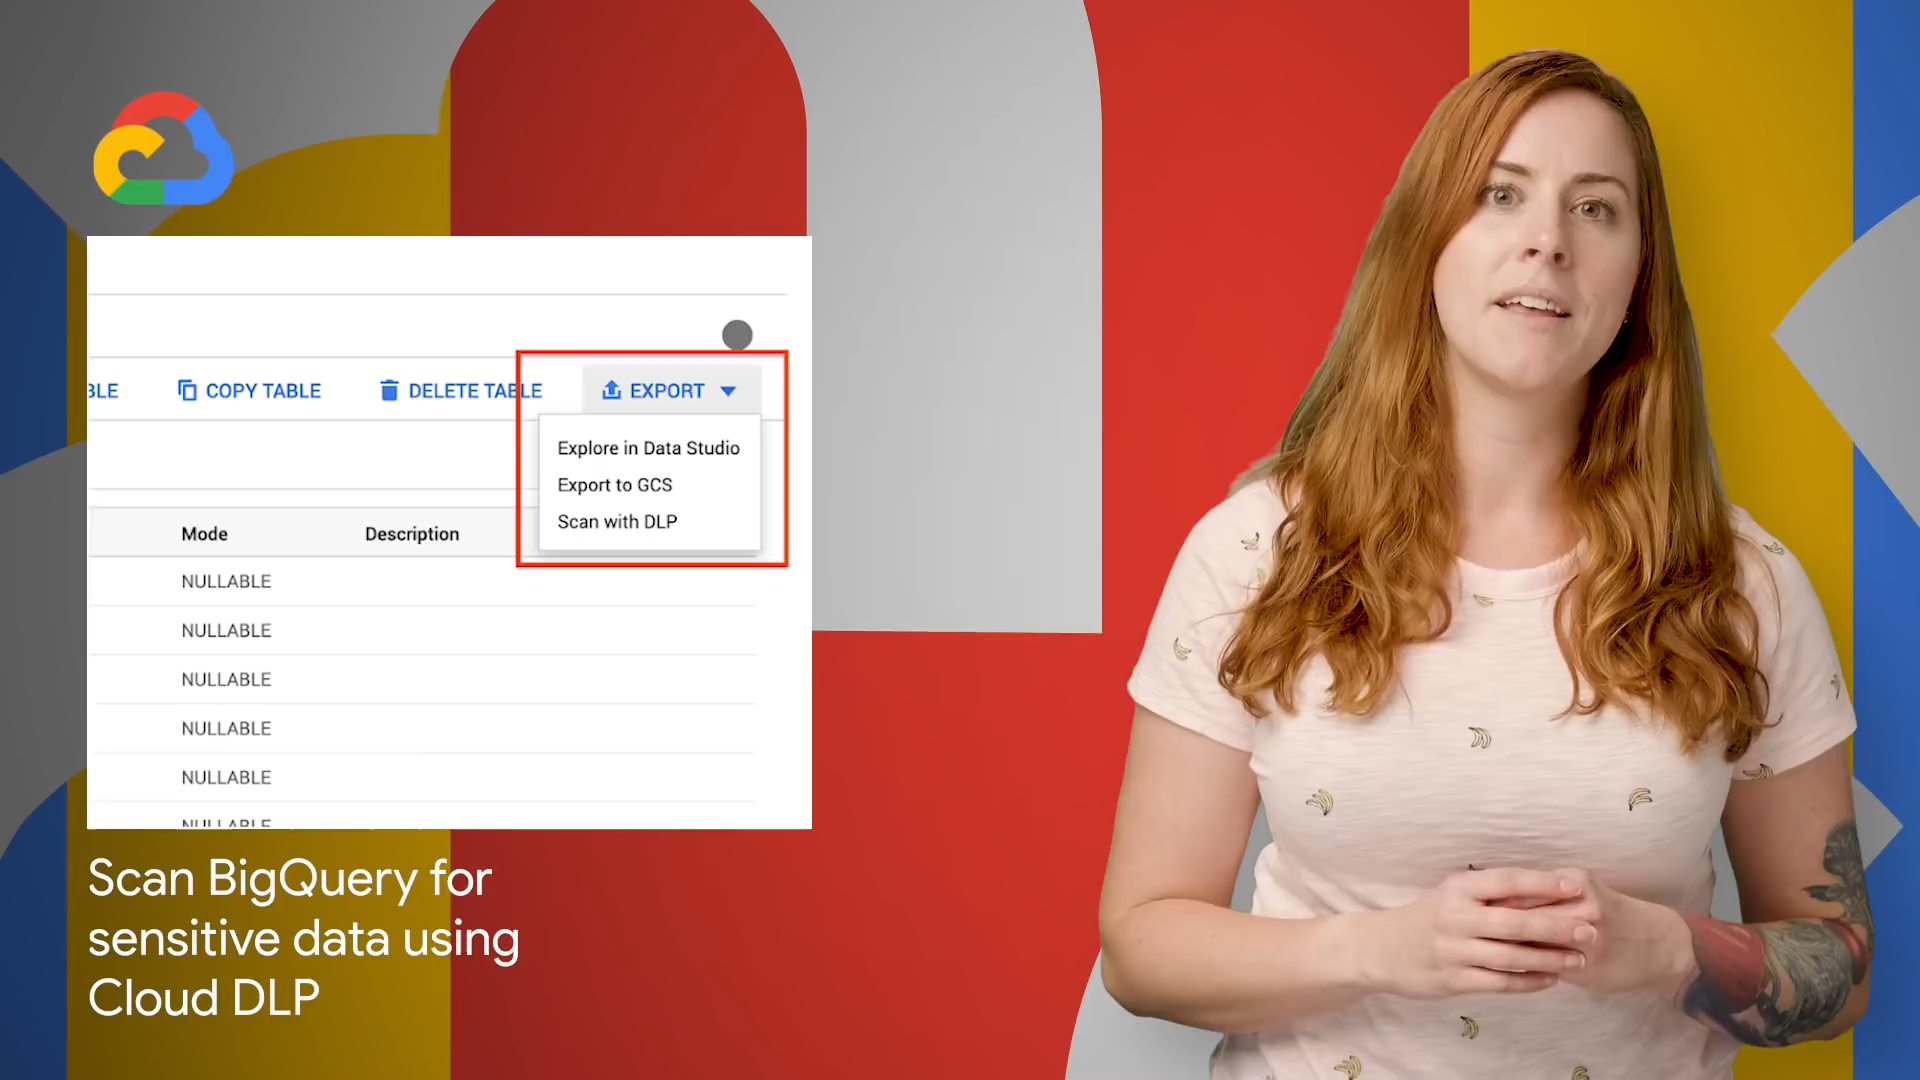 BLE COPY TABLE DELETE TABLE EXPORT
Explore in Data Studio
Export to GCS
Scan with DLP
Mode Description
NULLABLE
NULLABLE
NULLABLE
NULLABLE
NULLABLE
NULLABLE
Scan BigQuery for
sensitive data using
Cloud DLP